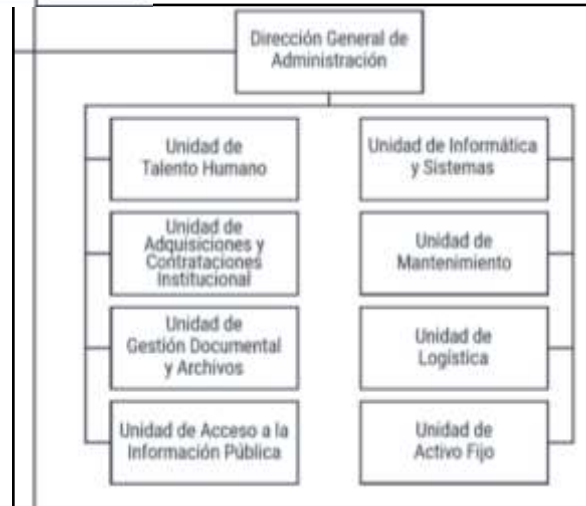 Dirección General de
Administración
Unidad de
Talento Humano
Unidad de Informática
y Sistemas
Unidad de
Adquisiciones y
Contrataciones
Institucional
Unidad de
Mantenimiento
Unidad de
Gestión Documental
y Archivos
Unidad de
Logística
Unidad de Acceso a la
Información Pública
Unidad de
Activo Fijo